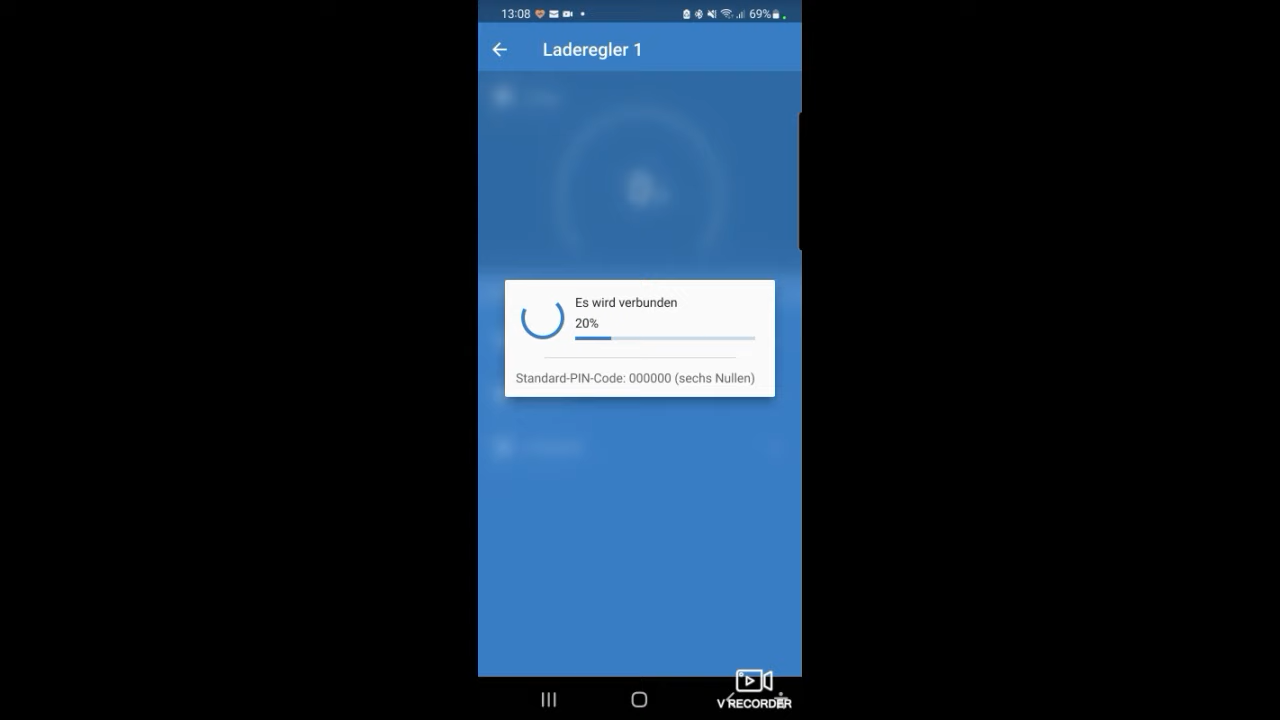 13:08
69%
Laderegler 1
Es wird verbunden
20%
Standard-PIN-Code: 000000 (sechs Nullen)
V RECORDER